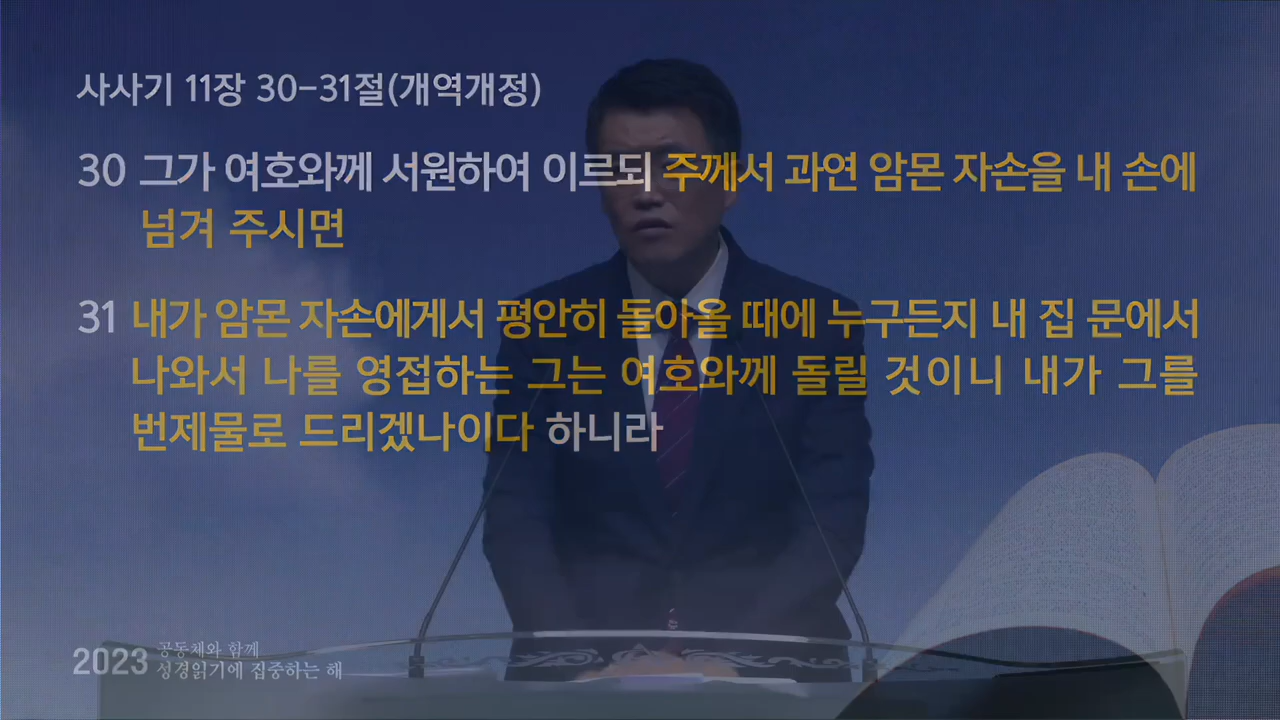 사사기 11장 30-31절(개역개정)
30 그가 여호와께 서원하여 이르되 주께서 과연 암몬 자손을 내 손에
넘겨 주시면
31 내가 암몬 자손에게서 평안히 돌아올 때에 누구든지 내 집 문에서
나와서 나를 영접하는 그는 여호와께 돌릴 것이니 내가 그를
번제물로 드리겠나이다 하니라
2023 공동체와 함께
성경읽기에 집중하는 해